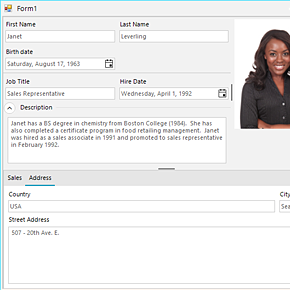 Form1
First Name
Last Name
Janet
Leverling
Birth date
Saturday, August 17, 1963
Job Title
Hire Date
Sales Representative
Wednesday, April 1, 1992
Description
Janet has a BS degree in chemistry from Boston College (1984). She has
also completed a certificate program in food retailing management. Janet
was hired as a sales associate in 1991 and promoted to sales representative
in February 1992.
Sales
Address
Country
City
USA
Sea
Street Address
507 - 20th Ave. E.